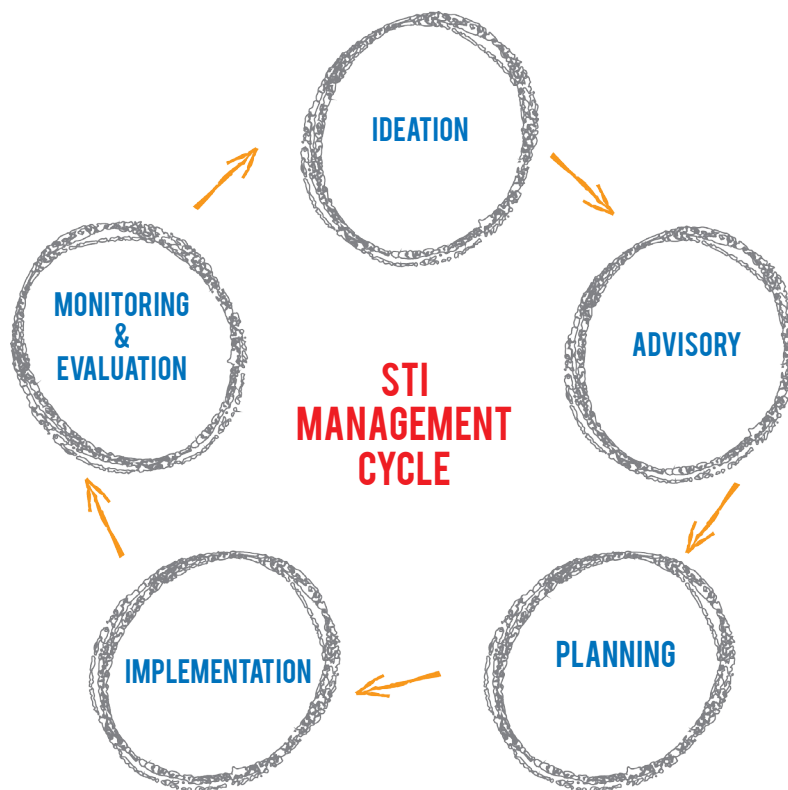 IDEATION
ADVISORY
PLANNING
IMPLEMENTATION
MONITORING
&
EVALUATION
STI
MANAGEMENT
CYCLE